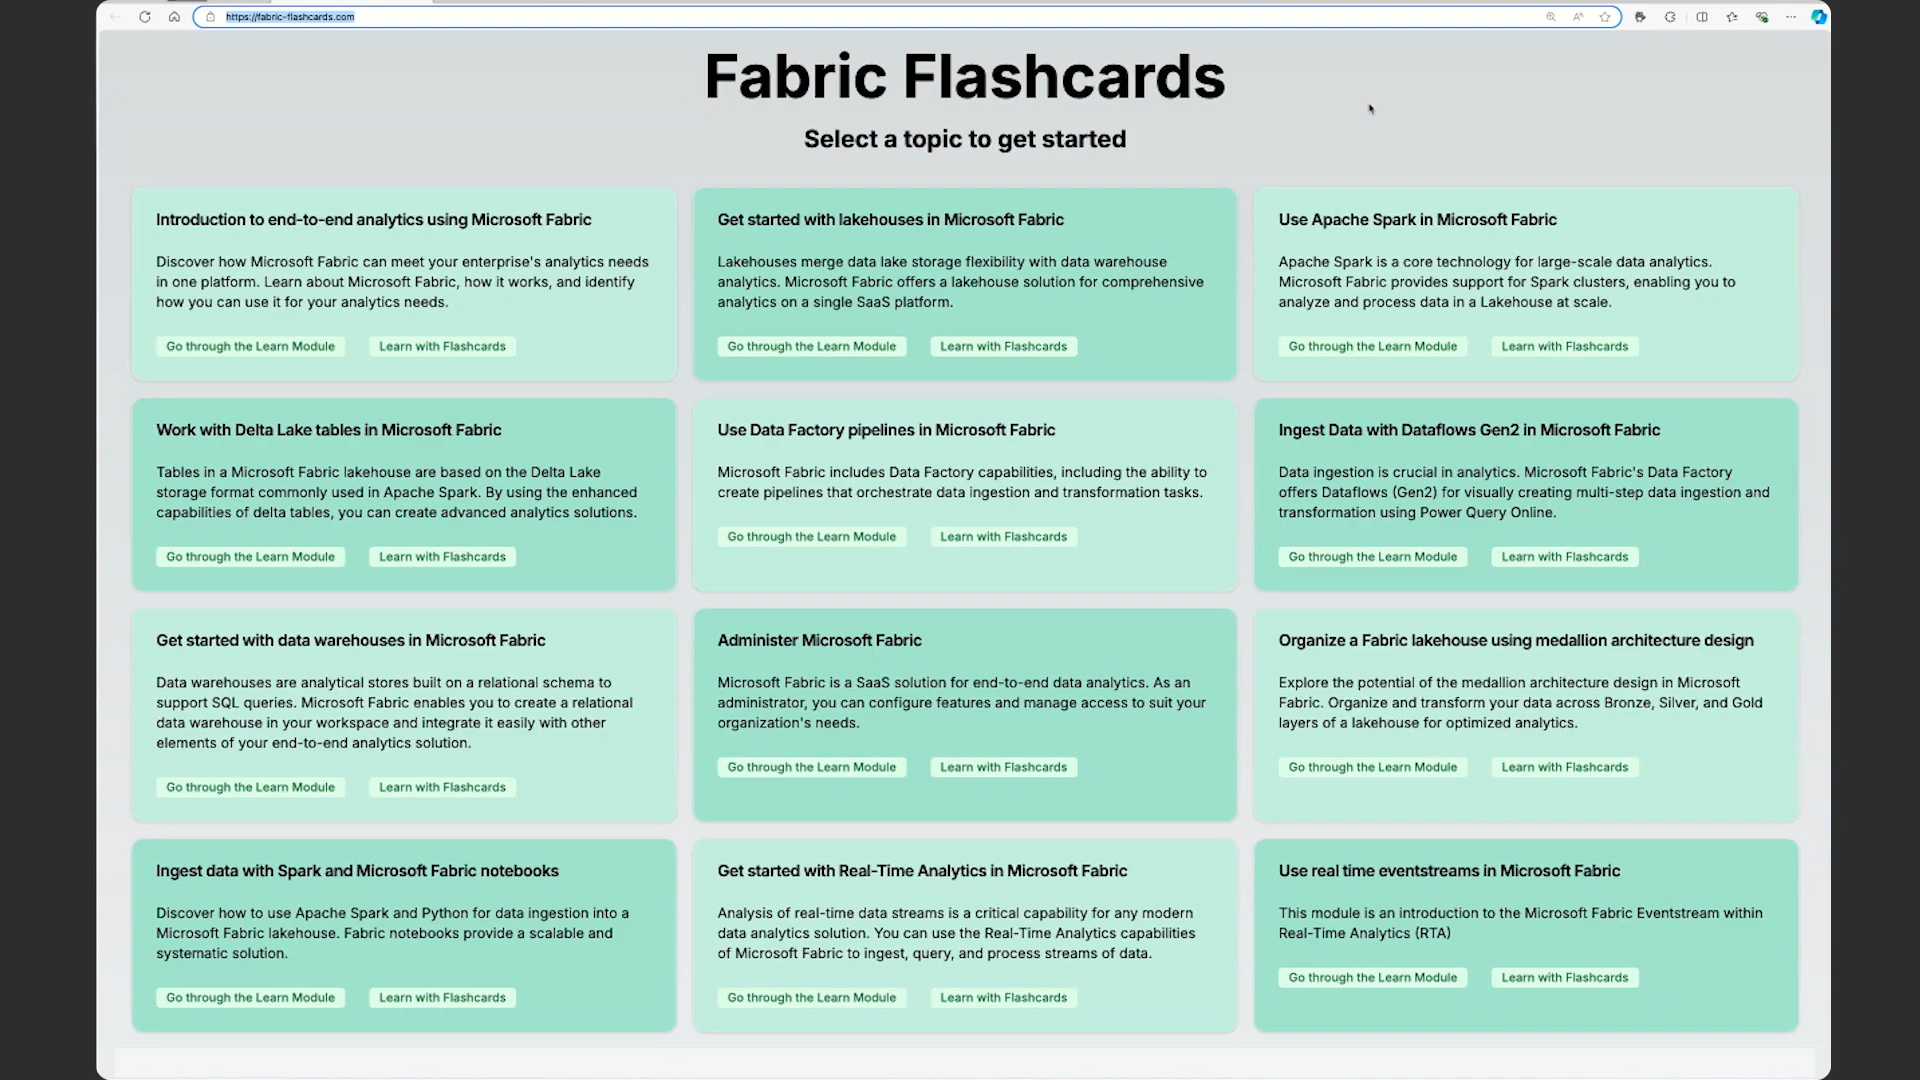 https://fabric-flashcards.com
Fabric Flashcards
Select a topic to get started
Introduction to end-to-end analytics using Microsoft Fabric
Discover how Microsoft Fabric can meet your enterprise's analytics needs
in one platform. Learn about Microsoft Fabric, how it works, and identify
how you can use it for your analytics needs.
Go through the Learn Module
Learn with Flashcards
Get started with lakehouses in Microsoft Fabric
Lakehouses merge data lake storage flexibility with data warehouse
analytics. Microsoft Fabric offers a lakehouse solution for comprehensive
analytics on a single SaaS platform.
Go through the Learn Module
Learn with Flashcards
Use Apache Spark in Microsoft Fabric
Apache Spark is a core technology for large-scale data analytics.
Microsoft Fabric provides support for Spark clusters, enabling you to
analyze and process data in a Lakehouse at scale.
Go through the Learn Module
Learn with Flashcards
Work with Delta Lake tables in Microsoft Fabric
Tables in a Microsoft Fabric lakehouse are based on the Delta Lake
storage format commonly used in Apache Spark. By using the enhanced
capabilities of delta tables, you can create advanced analytics solutions.
Go through the Learn Module
Learn with Flashcards
Use Data Factory pipelines in Microsoft Fabric
Microsoft Fabric includes Data Factory capabilities, including the ability to
create pipelines that orchestrate data ingestion and transformation tasks.
Go through the Learn Module
Learn with Flashcards
Ingest Data with Dataflows Gen2 in Microsoft Fabric
Data ingestion is crucial in analytics. Microsoft Fabric's Data Factory
offers Dataflows (Gen2) for visually creating multi-step data ingestion and
transformation using Power Query Online.
Go through the Learn Module
Learn with Flashcards
Get started with data warehouses in Microsoft Fabric
Data warehouses are analytical stores built on a relational schema to
support SQL queries. Microsoft Fabric enables you to create a relational
data warehouse in your workspace and integrate it easily with other
elements of your end-to-end analytics solution.
Go through the Learn Module
Learn with Flashcards
Administer Microsoft Fabric
Microsoft Fabric is a SaaS solution for end-to-end data analytics. As an
administrator, you can configure features and manage access to suit your
organization's needs.
Go through the Learn Module
Learn with Flashcards
Organize a Fabric lakehouse using medallion architecture design
Explore the potential of the medallion architecture design in Microsoft
Fabric. Organize and transform your data across Bronze, Silver, and Gold
layers of a lakehouse for optimized analytics.
Go through the Learn Module
Learn with Flashcards
Ingest data with Spark and Microsoft Fabric notebooks
Discover how to use Apache Spark and Python for data ingestion into a
Microsoft Fabric lakehouse. Fabric notebooks provide a scalable and
systematic solution.
Go through the Learn Module
Learn with Flashcards
Get started with Real-Time Analytics in Microsoft Fabric
Analysis of real-time data streams is a critical capability for any modern
data analytics solution. You can use the Real-Time Analytics capabilities
of Microsoft Fabric to ingest, query, and process streams of data.
Go through the Learn Module
Learn with Flashcards
Use real time eventstreams in Microsoft Fabric
This module is an introduction to the Microsoft Fabric Eventstream within
Real-Time Analytics (RTA)
Go through the Learn Module
Learn with Flashcards